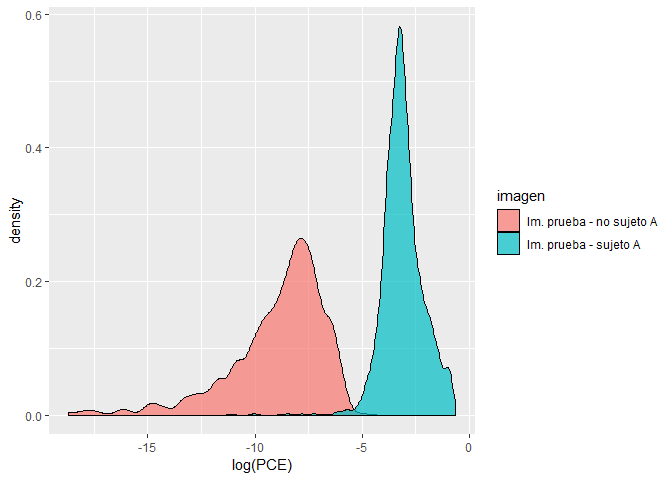 0.6
0.4
0.2
0.0
density
-15
-10
-5
0
log(PCE)
imagen
Im. prueba - no sujeto A
Im. prueba - sujeto A